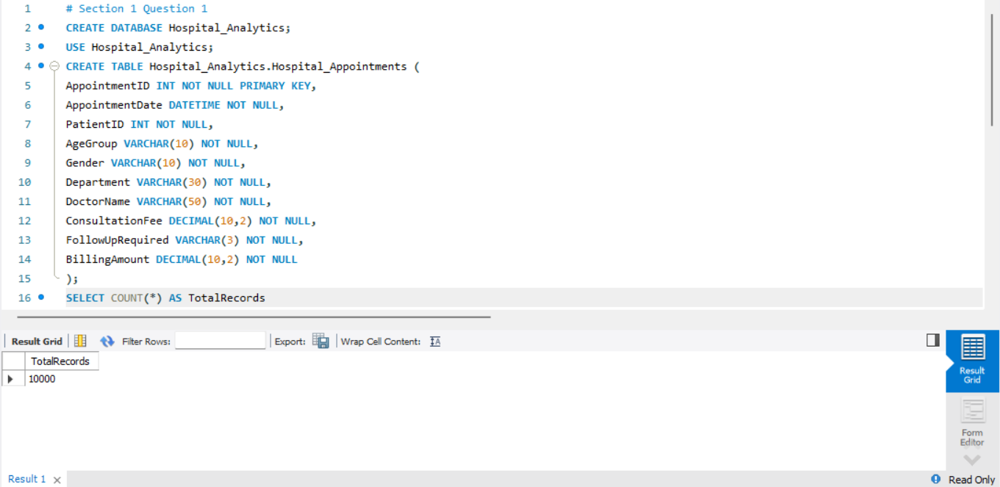 1 # Section 1 Question 1
2 CREATE DATABASE Hospital_Analytics;
3 USE Hospital_Analytics;
4 CREATE TABLE Hospital_Analytics.Hospital_Appointments (
5 AppointmentID INT NOT NULL PRIMARY KEY,
6 AppointmentDate DATETIME NOT NULL,
7 PatientID INT NOT NULL,
8 AgeGroup VARCHAR(10) NOT NULL,
9 Gender VARCHAR(10) NOT NULL,
10 Department VARCHAR(30) NOT NULL,
11 DoctorName VARCHAR(50) NOT NULL,
12 ConsultationFee DECIMAL(10,2) NOT NULL,
13 FollowUpRequired VARCHAR(3) NOT NULL,
14 BillingAmount DECIMAL(10,2) NOT NULL
15 );
16 SELECT COUNT(*) AS TotalRecords
Result Grid Filter Rows: Export: Wrap Cell Content: IA
TotalRecords
10000
Result
Grid
Form
Editor
Result 1 Read Only